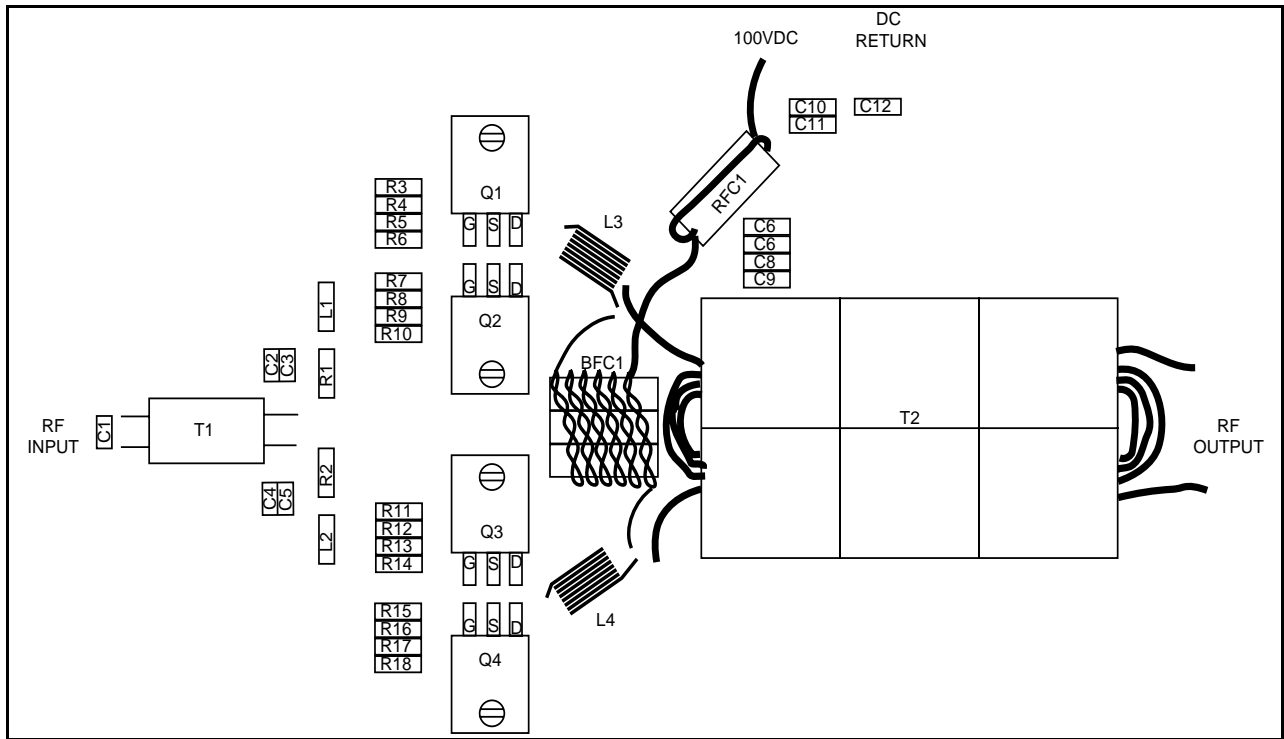 DC
RETURN
100VDC
C10
C12
C11
RFC1
Q1
R3
R4
R5
R6
G S D
L3
C6
C6
C8
C9
R7
R8
R9
R10
G S D
Q2
L1
C2
C3
R1
BFC1
RF
INPUT
C1
T1
T2
RF
OUTPUT
R2
C4
C5
L2
R11
R12
R13
R14
Q3
G S D
L4
R15
R16
R17
R18
G S D
Q4